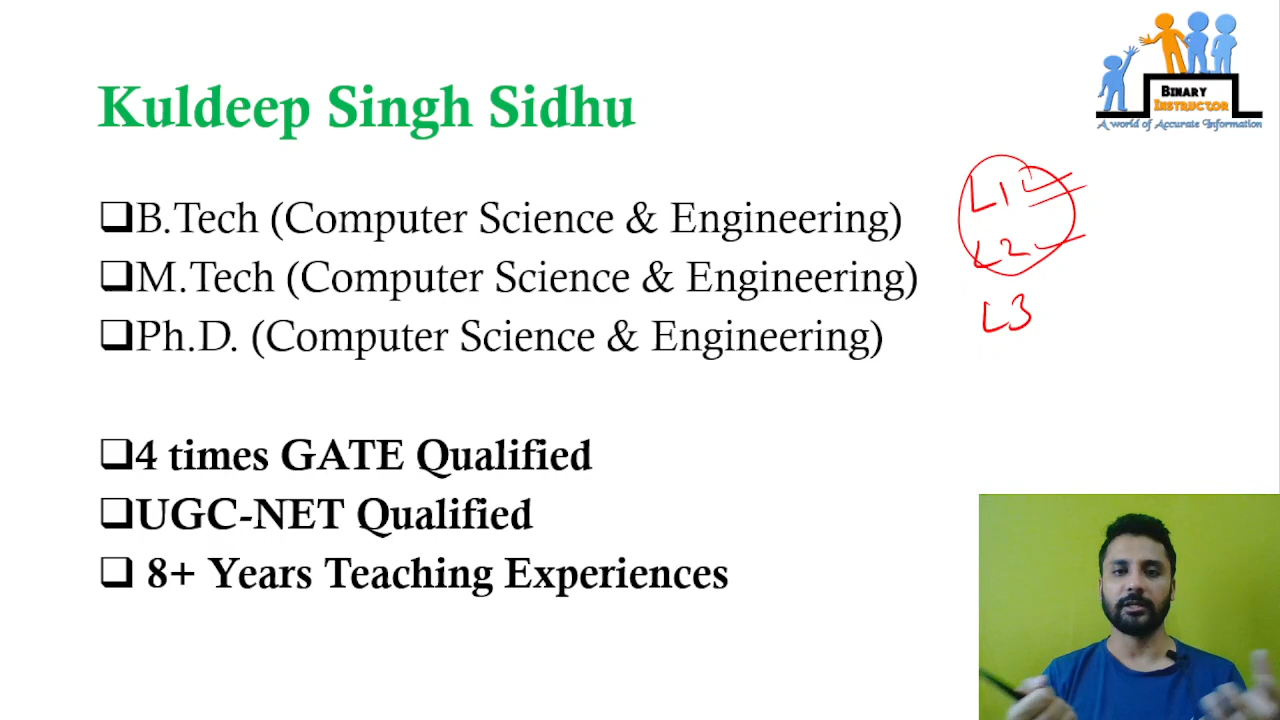 Kuldeep Singh Sidhu
BINARY
INSTRUCTOR
A world of Accurate Information
B.Tech (Computer Science & Engineering)
M.Tech (Computer Science & Engineering)
Ph.D. (Computer Science & Engineering)
L1
L2
L3
4 times GATE Qualified
UGC-NET Qualified
8+ Years Teaching Experiences